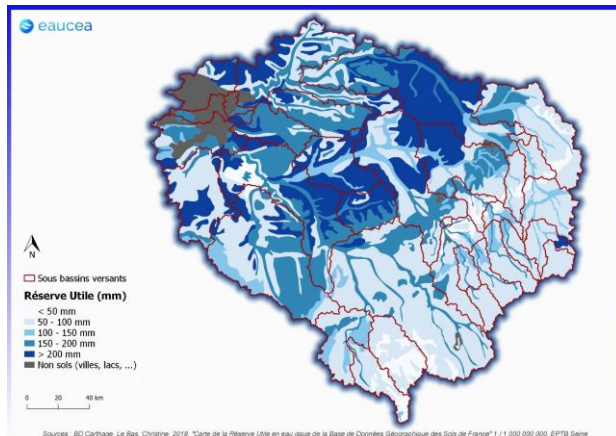 eaucea
N
Sous bassins versants
Réserve Utile (mm)
< 50 mm
50 - 100 mm
100 - 150 mm
150 - 200 mm
> 200 mm
Non sols (villes, lacs, ...)
0 20 40 km
Sources : BD Carthage, Le Bas, Christine, 2018, "Carte de la Réserve Utile en eau issue de la Base de Données Géographique des Sols de France" 1 / 1 000 000 000, EPTB Seine